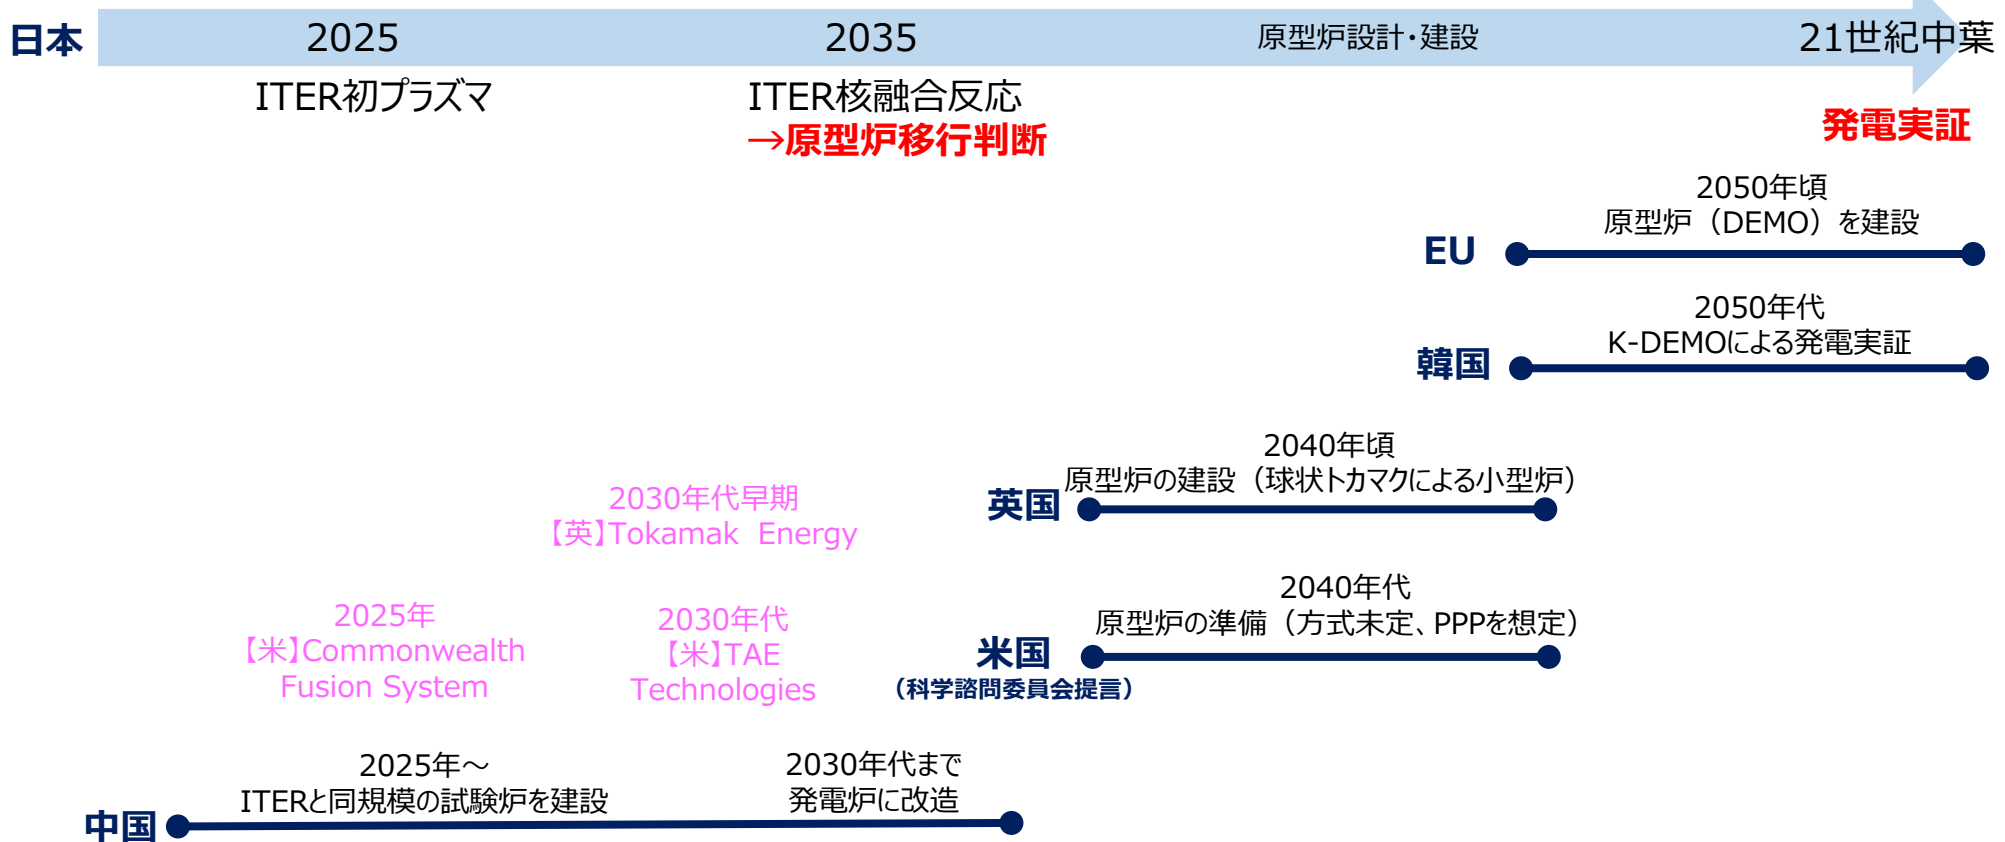 日本
2025
2035
原型炉設計・建設
21世紀中葉
ITER初プラズマ
ITER核融合反応
→原型炉移行判断
発電実証
2050年頃
原型炉（DEMO）を建設
EU
2050年代
K-DEMOによる発電実証
韓国
2040年頃
原型炉の建設（球状トカマクによる小型炉）
英国
2030年代早期
【英】Tokamak Energy
2040年代
原型炉の準備（方式未定、PPPを想定）
米国
（科学諮問委員会提言）
2025年
【米】Commonwealth
Fusion System
2030年代
【米】TAE
Technologies
2025年～
ITERと同規模の試験炉を建設
2030年代まで
発電炉に改造
中国